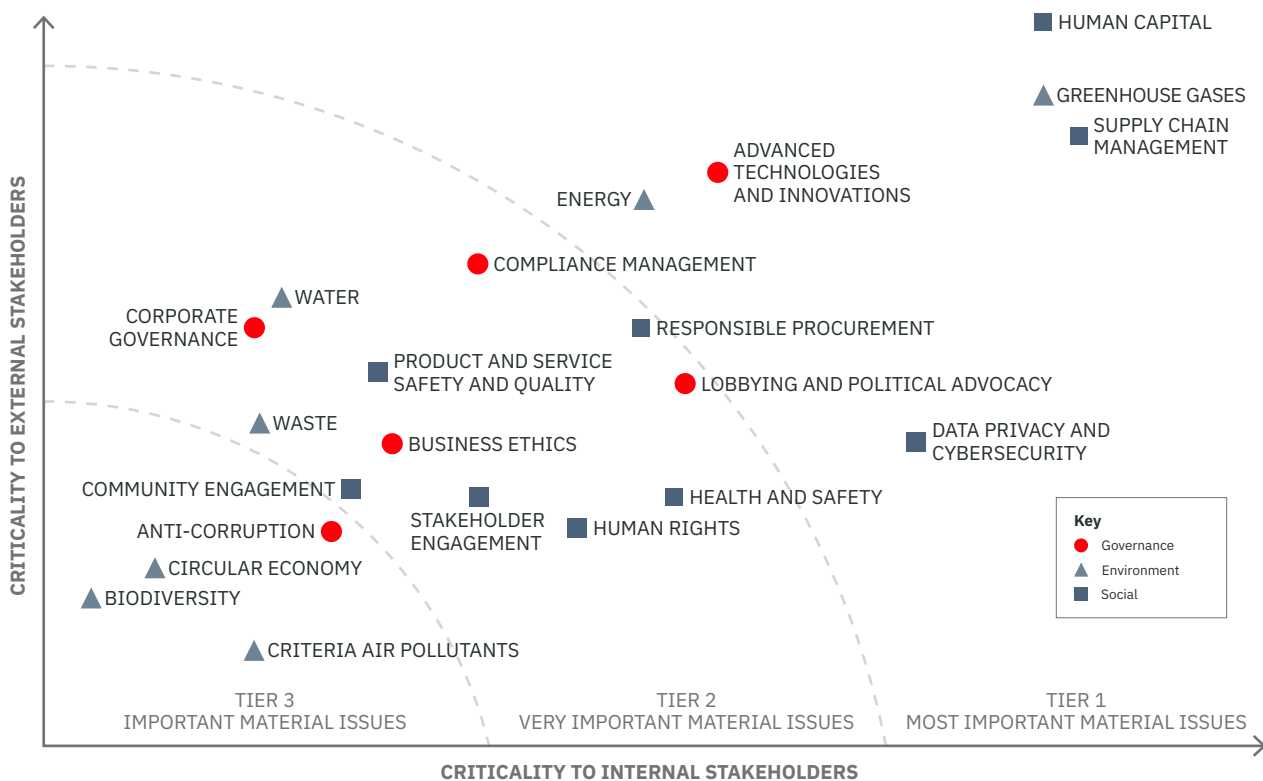 HUMAN CAPITAL
GREENHOUSE GASES
SUPPLY CHAIN
MANAGEMENT
ADVANCED
TECHNOLOGIES
AND INNOVATIONS
ENERGY
COMPLIANCE MANAGEMENT
WATER
CORPORATE
GOVERNANCE
RESPONSIBLE PROCUREMENT
PRODUCT AND SERVICE
SAFETY AND QUALITY
LOBBYING AND POLITICAL ADVOCACY
WASTE
BUSINESS ETHICS
DATA PRIVACY AND
CYBERSECURITY
COMMUNITY ENGAGEMENT
HEALTH AND SAFETY
STAKEHOLDER
ENGAGEMENT
HUMAN RIGHTS
ANTI-CORRUPTION
CIRCULAR ECONOMY
BIODIVERSITY
CRITERIA AIR POLLUTANTS
Key
Governance
Environment
Social
TIER 3
IMPORTANT MATERIAL ISSUES
TIER 2
VERY IMPORTANT MATERIAL ISSUES
TIER 1
MOST IMPORTANT MATERIAL ISSUES
CRITICALITY TO EXTERNAL STAKEHOLDERS
CRITICALITY TO INTERNAL STAKEHOLDERS